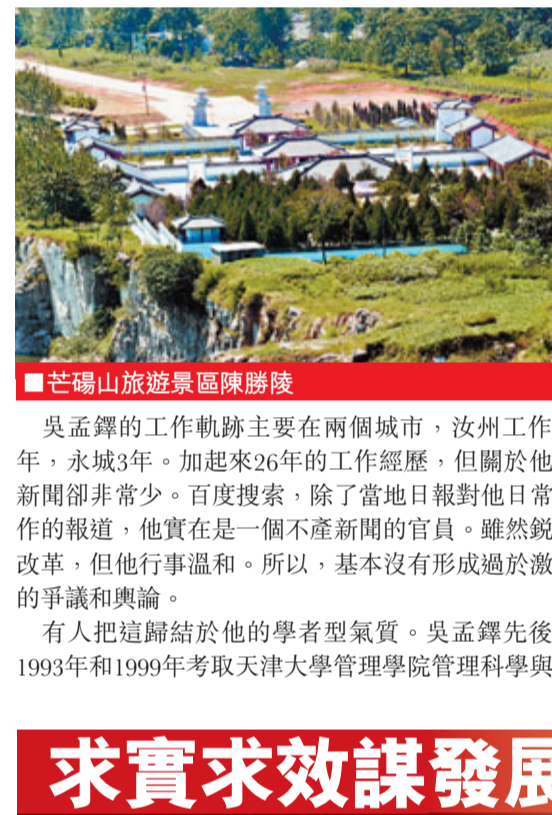 ■芒碭山旅遊景區陳勝陵
吳孟鐸的工作軌跡主要在兩個城市，汝州工作
年，永城3年。加起來26年的工作經歷，但關於他
新聞卻非常少。百度搜索，除了當地日報對他日常
作的報道，他實在是一個不產新聞的官員。雖然鋭
改革，但他行事溫和。所以，基本沒有形成過於激
的爭議和輿論。
有人把這歸結於他的學者型氣質。吳孟鐸先後
1993年和1999年考取天津大學管理學院管理科學與
求實求效謀發展